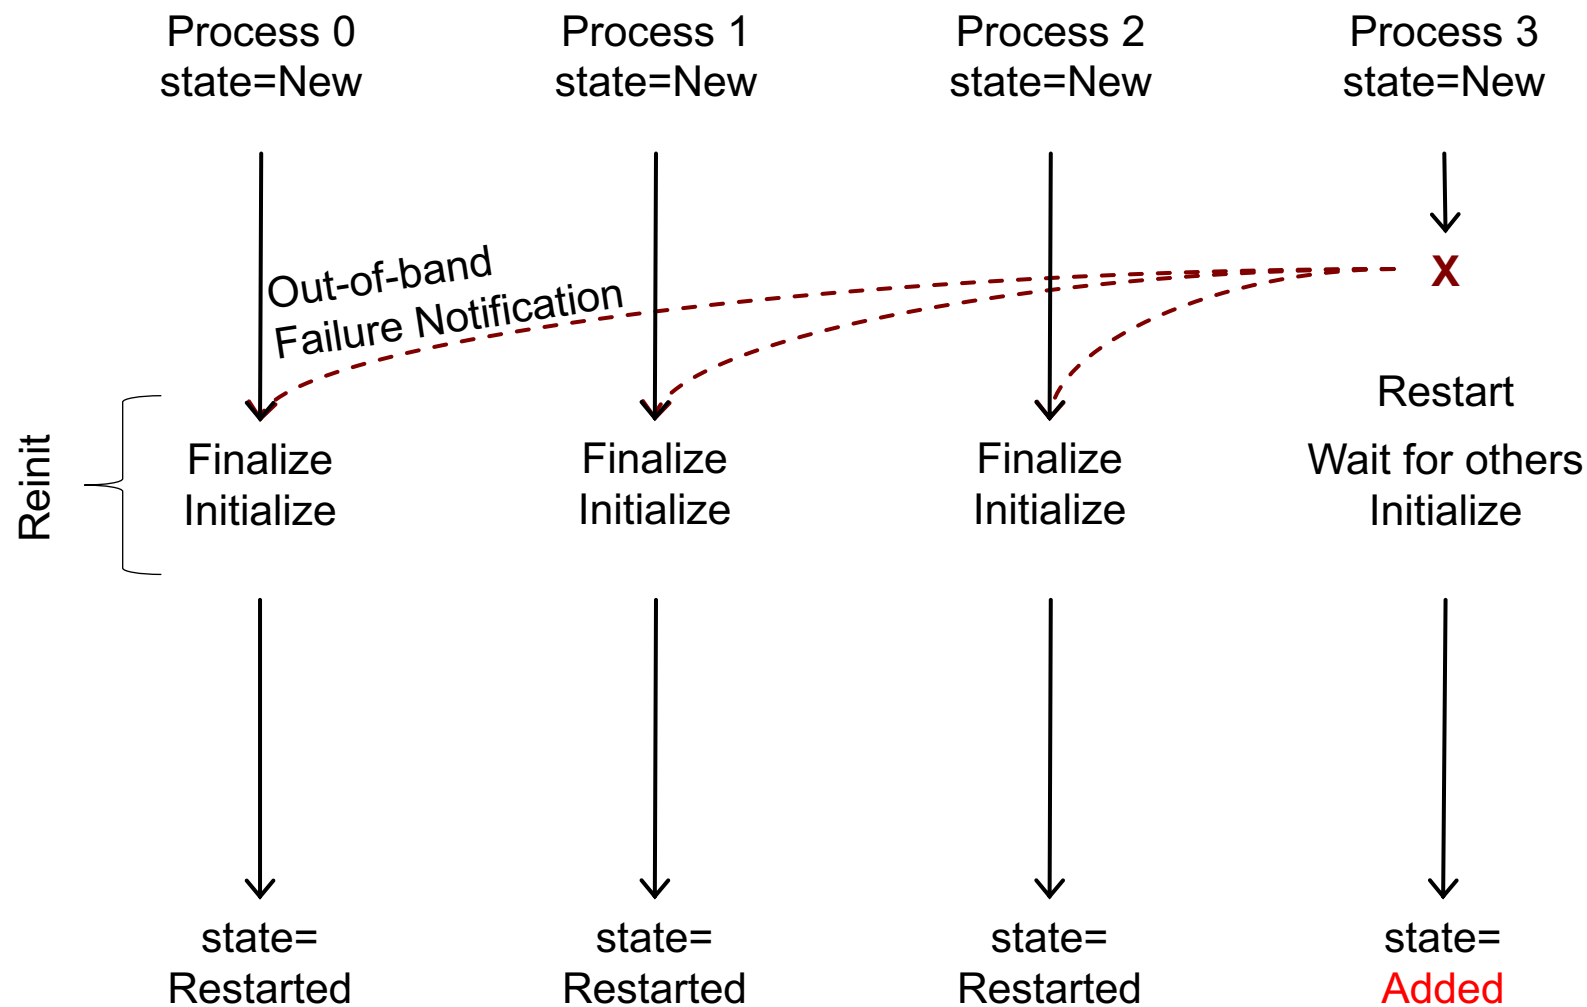 Process 0
state=New
Process 1
state=New
Process 2
state=New
Process 3
state=New
Out-of-band
Failure Notification
X
Reinit
Finalize
Initialize
Finalize
Initialize
Finalize
Initialize
Restart
Wait for others
Initialize
state=
Restarted
state=
Restarted
state=
Restarted
state=
Added